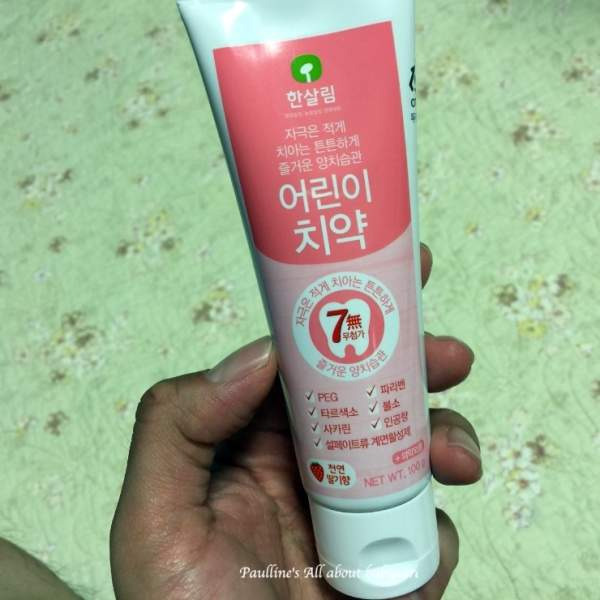 한살림
자극은 적게
치아는 튼튼하게
즐거운 양치습관
어린이
치약
자극은 적게 치아는 튼튼하게
7無
무첨가
즐거운 양치습관
PEG
파라벤
타르색소
불소
사카린
인공향
설페이트류 계면활성제
천연
딸기향
NET WT. 100 g
Paulline's All about